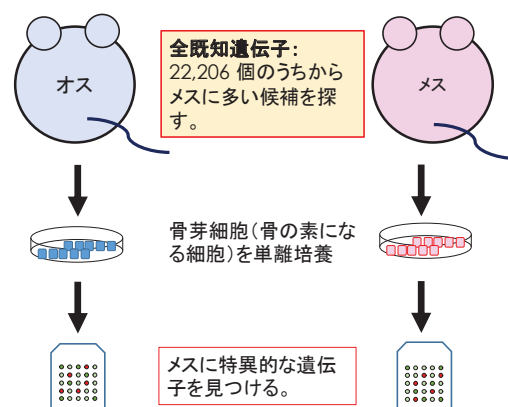 オス
全既知遺伝子:
22,206 個のうちから
メスに多い候補を探
す。
メス
骨芽細胞(骨の素にな
る細胞)を単離培養
メスに特異的な遺伝
子を見つける。